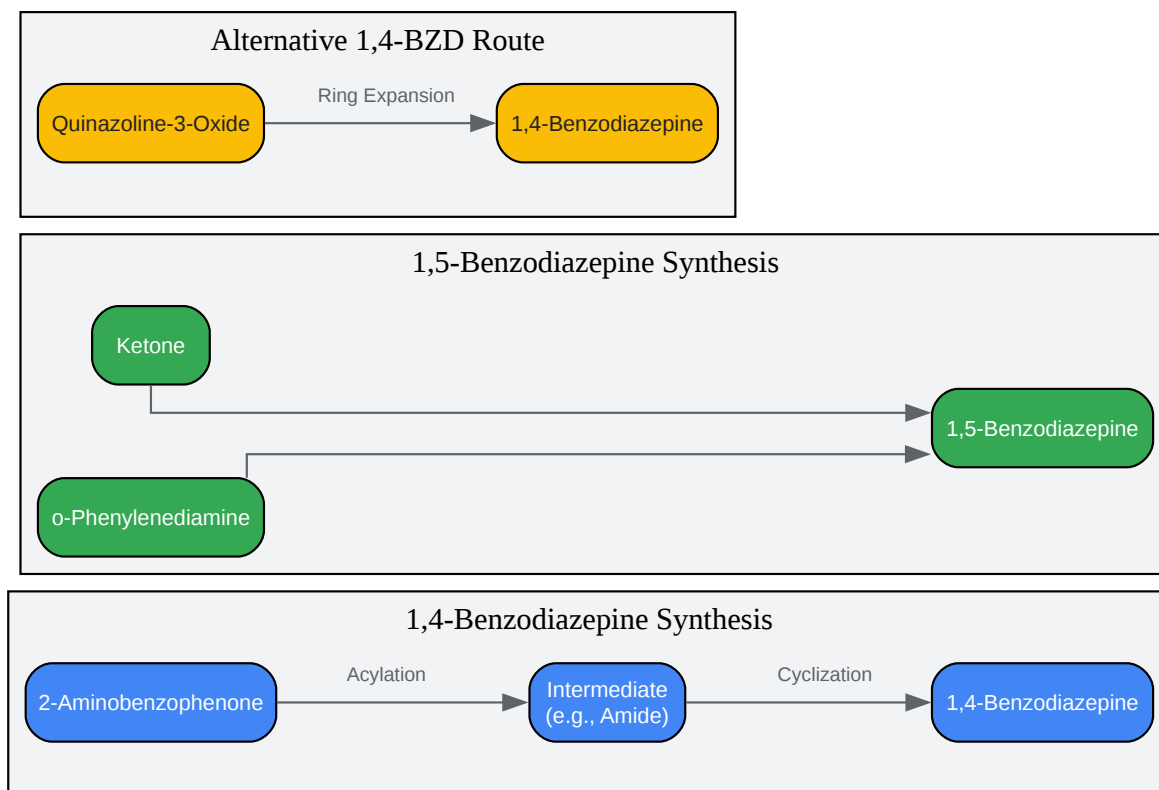 Alternative 1,4-BZD Route
Quinazoline-3-Oxide
Ring Expansion
1,4-Benzodiazepine
1,5-Benzodiazepine Synthesis
Ketone
1,5-Benzodiazepine
o-Phenylenediamine
1,4-Benzodiazepine Synthesis
2-Aminobenzophenone
Acylation
Intermediate
(e.g., Amide)
Cyclization
1,4-Benzodiazepine